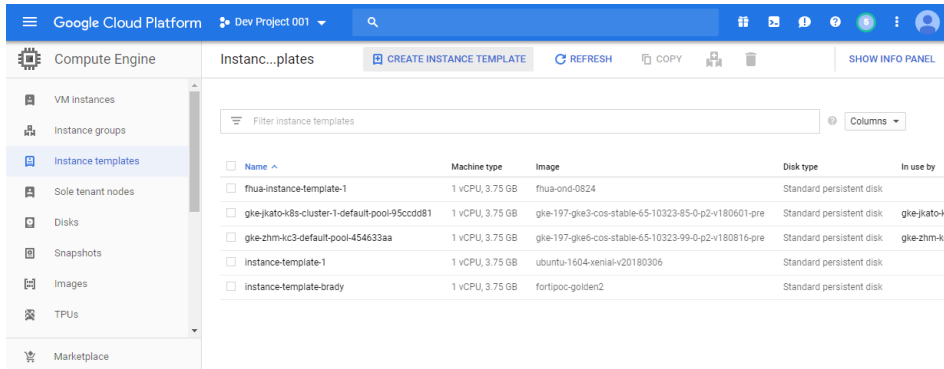 Google Cloud Platform Dev Project 001
Compute Engine
Instanc...plates CREATE INSTANCE TEMPLATE REFRESH COPY SHOW INFO PANEL
VM instances
Instance groups
Instance templates
Sole tenant nodes
Disks
Snapshots
Images
TPUs
Marketplace
Filter instance templates Columns
Name Machine type Image Disk type In use by
fhua-instance-template-1 1 vCPU, 3.75 GB fhua-ond-0824 Standard persistent disk
gke-jkato-k8s-cluster-1-default-pool-95ccdd81 1 vCPU, 3.75 GB gke-197-gke3-cos-stable-65-10323-85-0-p2-v180601-pre Standard persistent disk gke-jkato-k
gke-zhm-kc3-default-pool-454633aa 1 vCPU, 3.75 GB gke-197-gke6-cos-stable-65-10323-99-0-p2-v180816-pre Standard persistent disk gke-zhm-k
instance-template-1 1 vCPU, 3.75 GB ubuntu-1604-xenial-v20180306 Standard persistent disk
instance-template-brady 1 vCPU, 3.75 GB fortipoc-golden2 Standard persistent disk